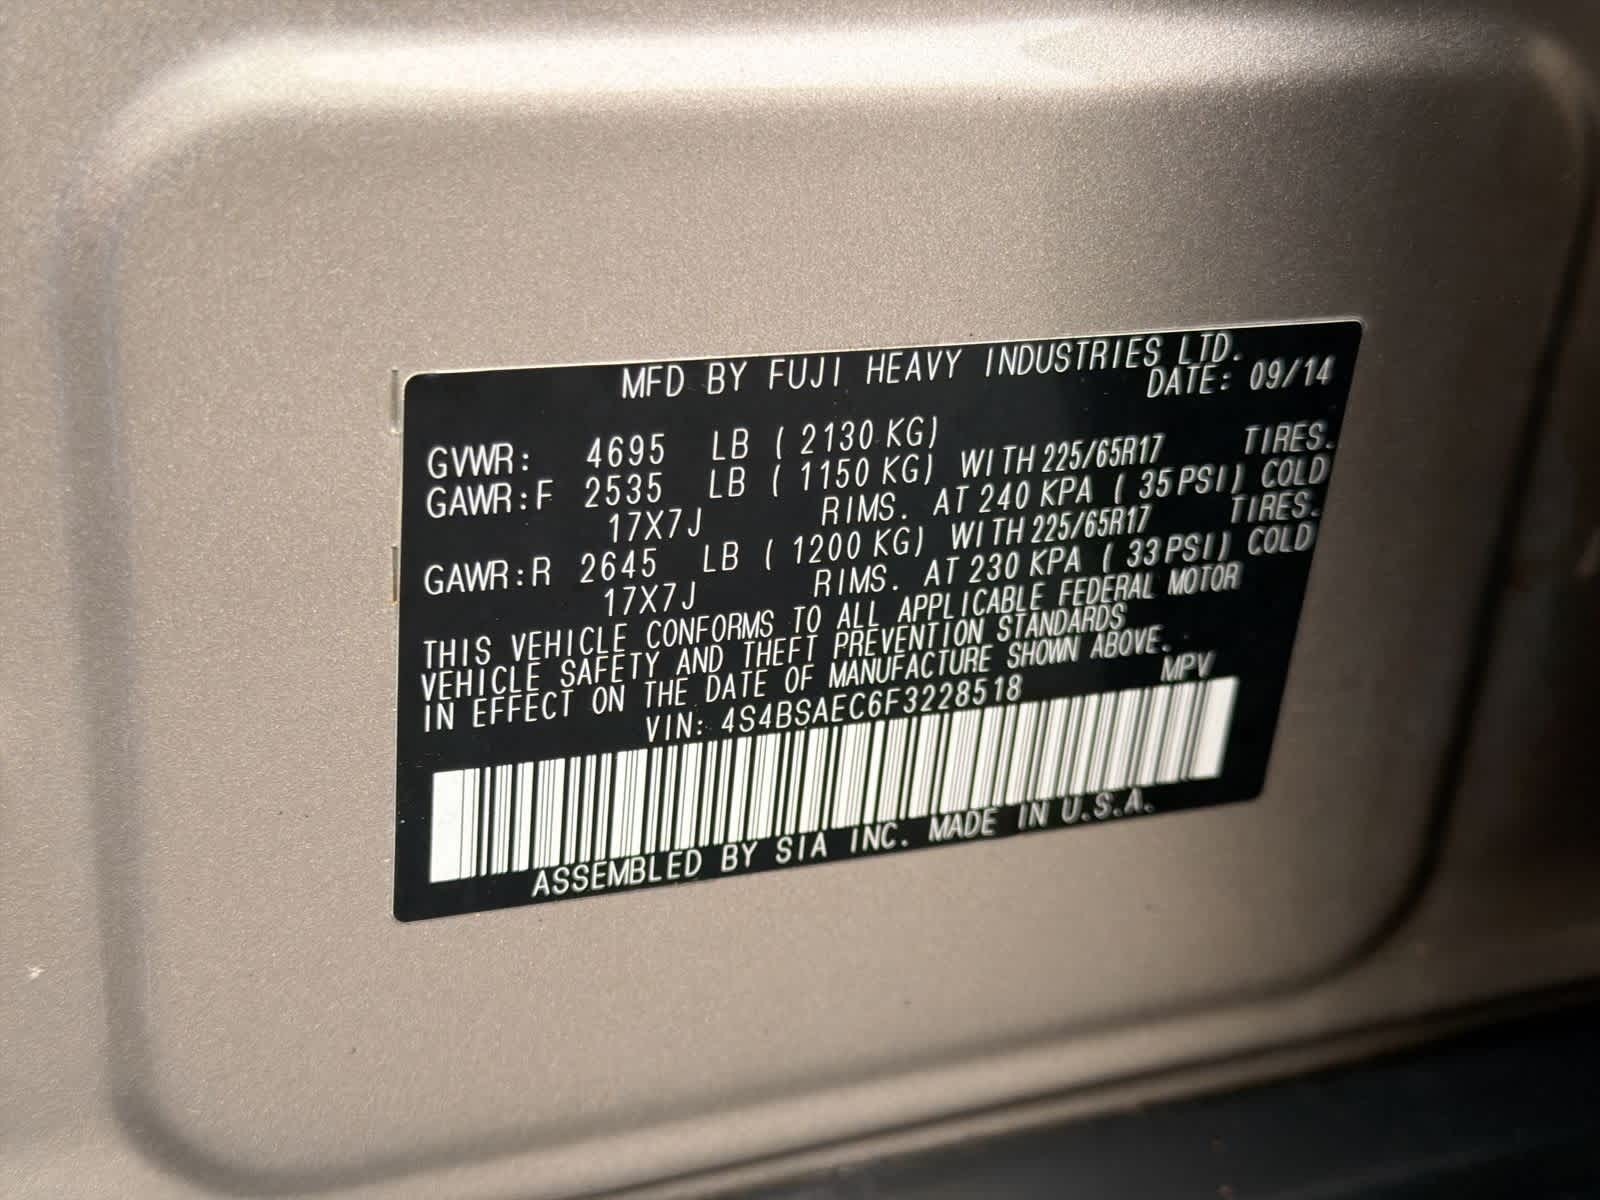 MFD BY FUJI HEAVY INDUSTRIES LTD.
DATE: 09/14
GVWR: 4695 LB ( 2130 KG)
GAWR:F 2535 LB ( 1150 KG) WITH 225/65R17 TIRES.
17X7J RIMS. AT 240 KPA ( 35 PSI) COLD
GAWR:R 2645 LB ( 1200 KG) WITH 225/65R17 TIRES.
17X7J RIMS. AT 230 KPA ( 33 PSI) COLD
THIS VEHICLE CONFORMS TO ALL APPLICABLE FEDERAL MOTOR
VEHICLE SAFETY AND THEFT PREVENTION STANDARDS
IN EFFECT ON THE DATE OF MANUFACTURE SHOWN ABOVE.
VIN: 4S4BSAEC6F3228518 MPV
ASSEMBLED BY SIA INC. MADE IN U.S.A.